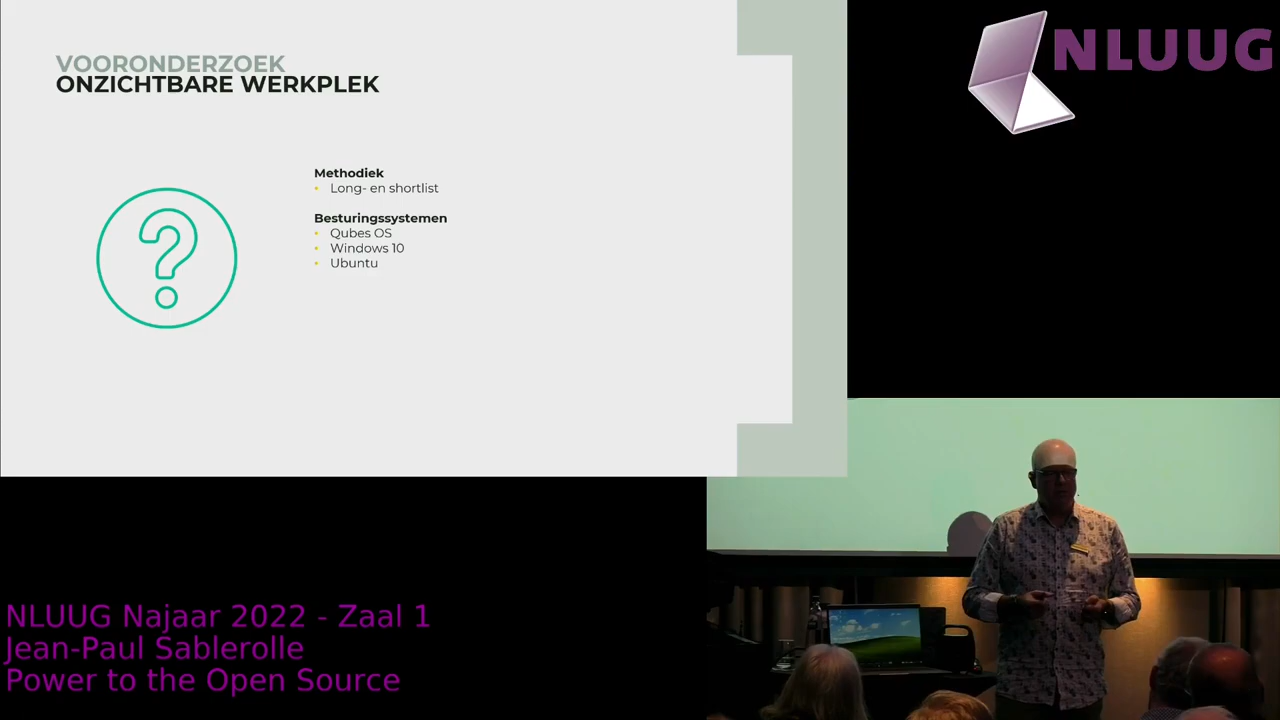 VOORONDERZOEK
ONZICHTBARE WERKPLEK
Methodiek
• Long- en shortlist
Besturingssystemen
• Qubes OS
• Windows 10
• Ubuntu
NLUUG
NLUUG Najaar 2022 - Zaal 1
Jean-Paul Sablerolle
Power to the Open Source